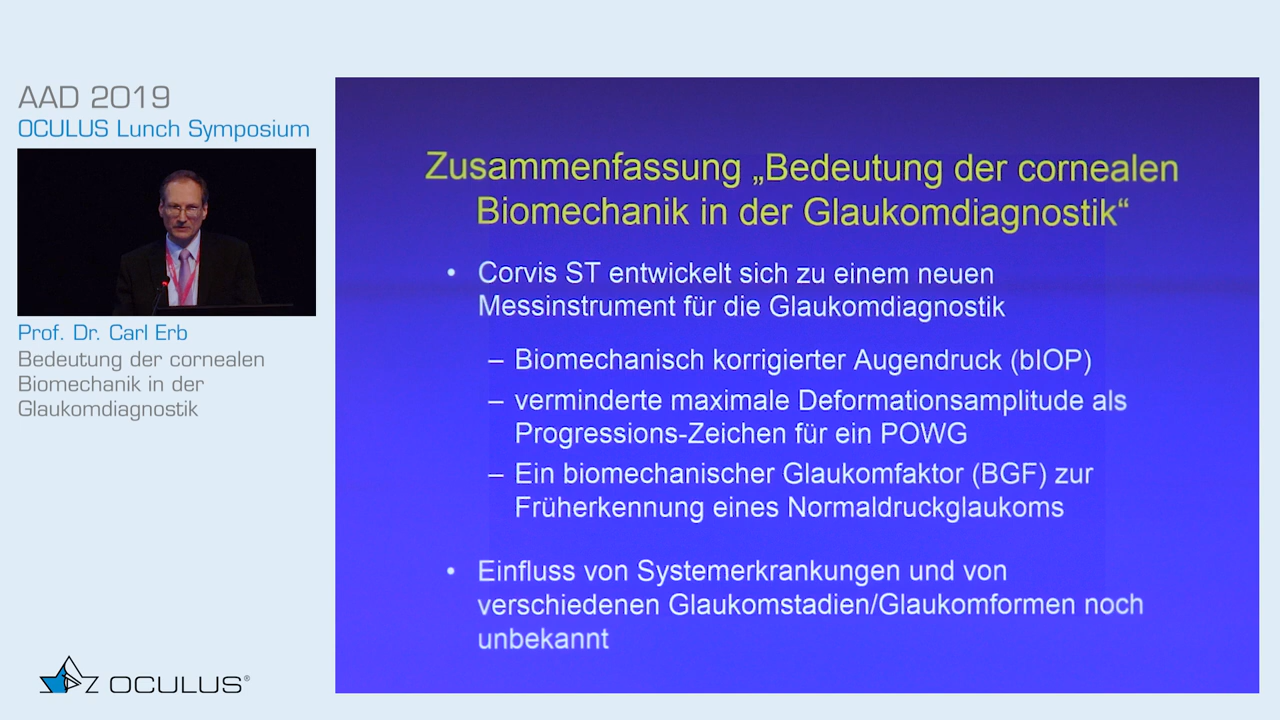 AAD 2019
OCULUS Lunch Symposium
Prof. Dr. Carl Erb
Bedeutung der cornealen
Biomechanik in der
Glaukomdiagnostik
OCULUS®
Zusammenfassung „Bedeutung der cornealen
Biomechanik in der Glaukomdiagnostik“
• Corvis ST entwickelt sich zu einem neuen
Messinstrument für die Glaukomdiagnostik
– Biomechanisch korrigierter Augendruck (bIOP)
– verminderte maximale Deformationsamplitude als
Progressions-Zeichen für ein POWG
– Ein biomechanischer Glaukomfaktor (BGF) zur
Früherkennung eines Normaldruckglaukoms
• Einfluss von Systemerkrankungen und von
verschiedenen Glaukomstadien/Glaukomformen noch
unbekannt